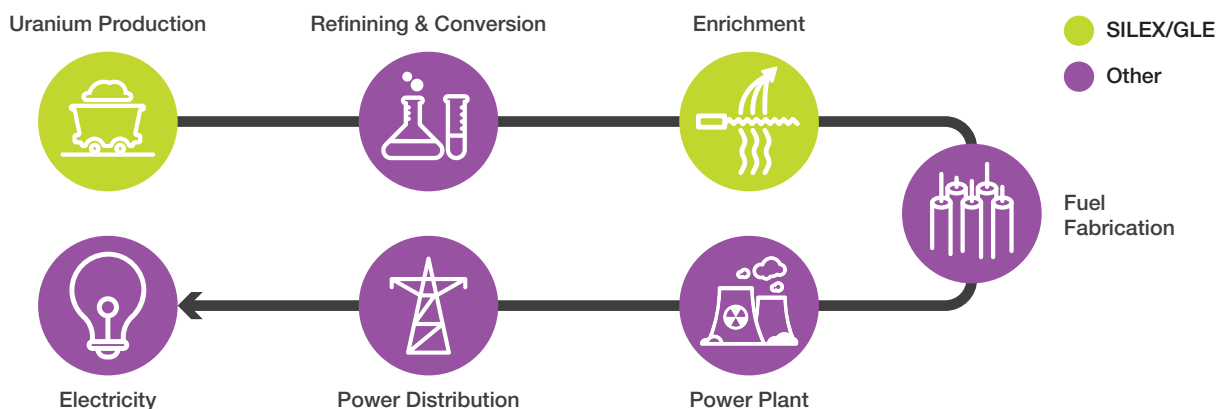 Uranium Production
Refinining & Conversion
Enrichment
SILEX/GLE
Other
Fuel
Fabrication
Electricity
Power Distribution
Power Plant